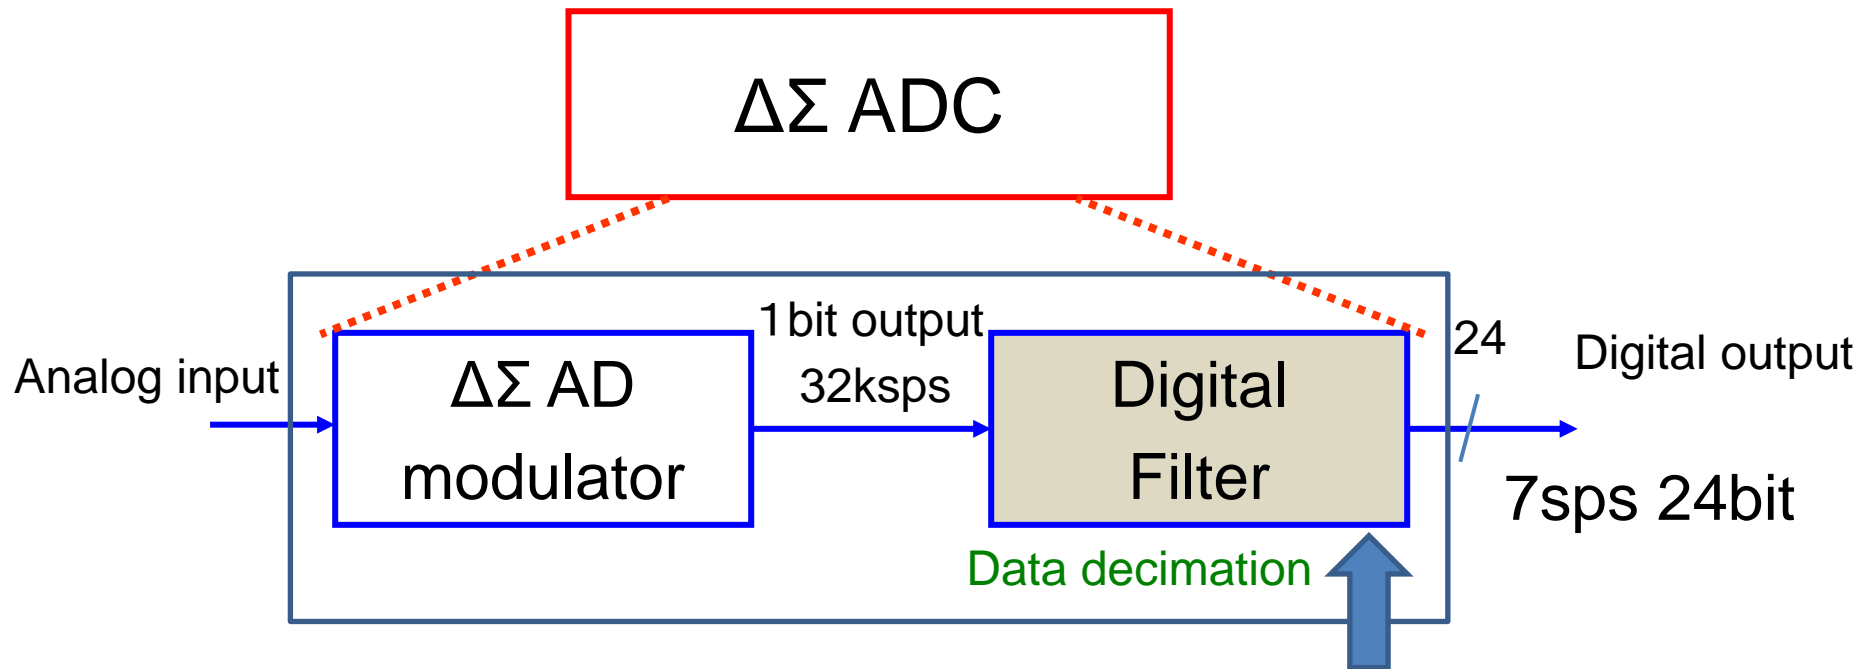 ΔΣ ADC
Analog input
ΔΣ AD
modulator
1bit output
32ksps
Digital
Filter
24
Digital output
7sps 24bit
Data decimation